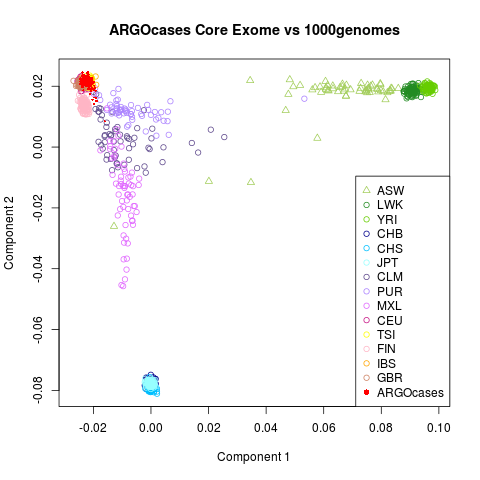 ARGOcases Core Exome vs 1000genomes
Component 2
0.02
0.00
-0.02
-0.04
-0.06
-0.08
ASW
LWK
YRI
CHB
CHS
JPT
CLM
PUR
MXL
CEU
TSI
FIN
IBS
GBR
ARGOcases
-0.02 0.00 0.02 0.04 0.06 0.08 0.10
Component 1